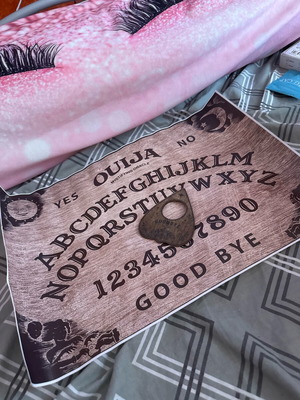 OUIJA
YES NO
ABCDEFGHIJKLM
NOPQRSTUVWXYZ
1234567890
GOOD BYE